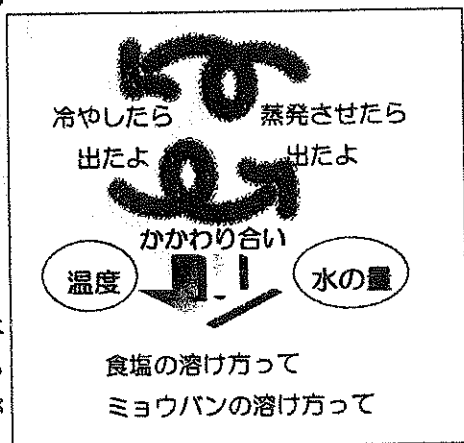 冷やしたら 蒸発させたら
出たよ 出たよ
かかわり合い
温度 水の量
食塩の溶け方って
ミョウバンの溶け方って